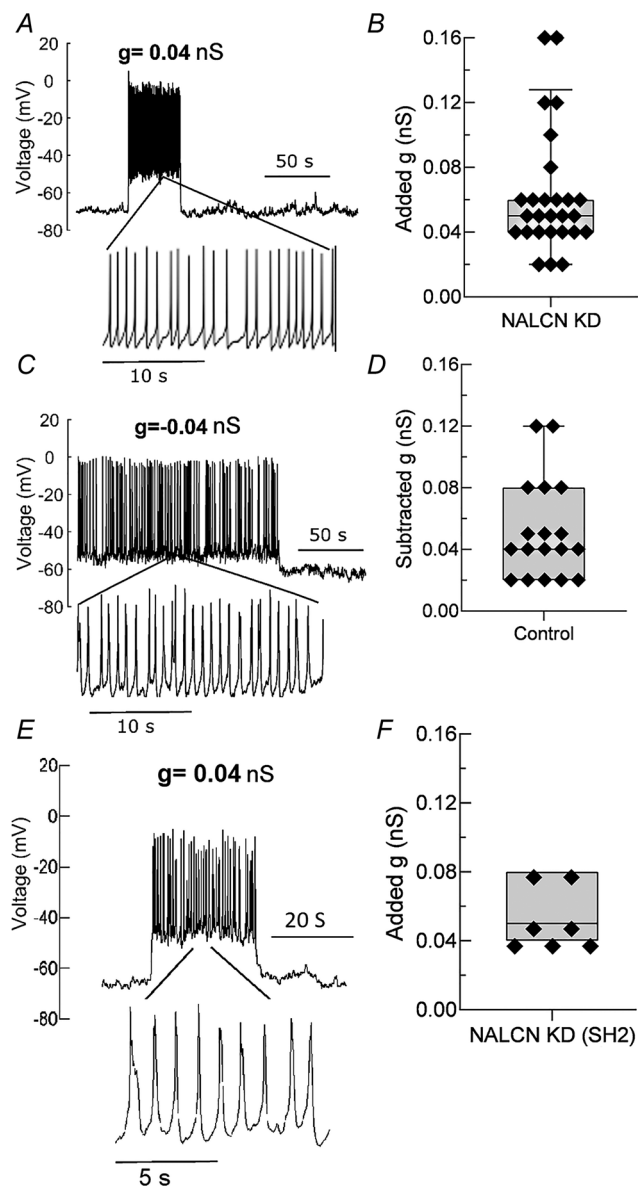 A
g= 0.04 nS
Voltage (mV)
20
0
-20
-40
-60
-80
50 s
10 s
B
Added g (nS)
0.16
0.12
0.08
0.04
0.00
NALCN KD
C
g=-0.04 nS
Voltage (mV)
20
0
-20
-40
-60
-80
50 s
10 s
D
Subtracted g (nS)
0.16
0.12
0.08
0.04
0.00
Control
E
g= 0.04 nS
Voltage (mV)
20
0
-20
-40
-60
-80
20 S
5 s
F
Added g (nS)
0.16
0.12
0.08
0.04
0.00
NALCN KD (SH2)